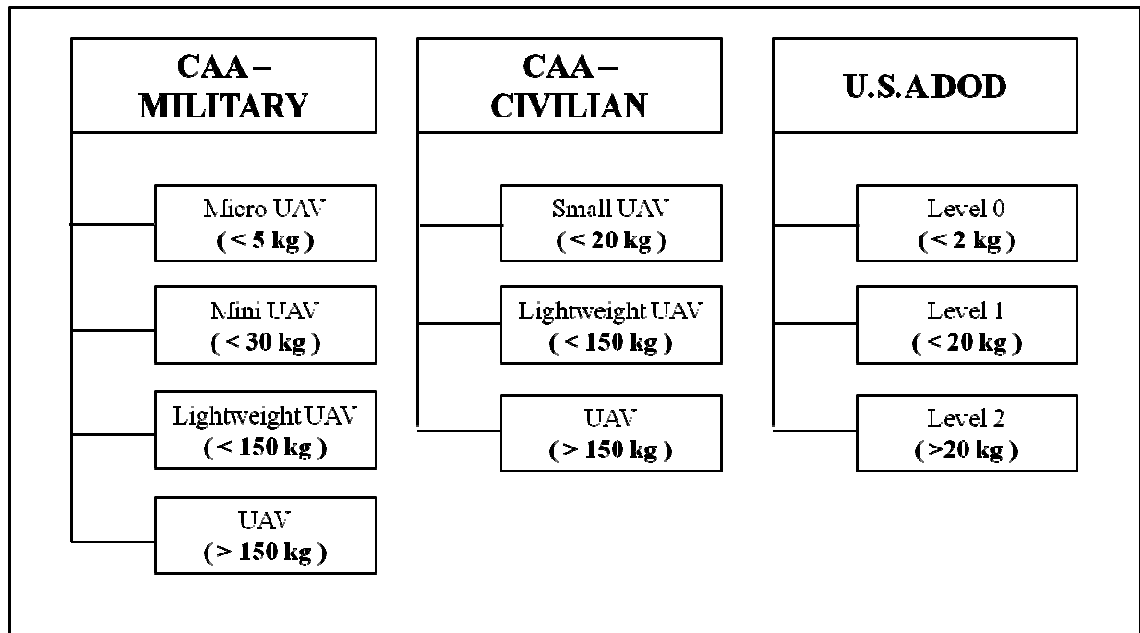 CAA –
MILITARY
Micro UAV
( < 5 kg )
Mini UAV
( < 30 kg )
Lightweight UAV
( < 150 kg )
UAV
( > 150 kg )
CAA –
CIVILIAN
Small UAV
( < 20 kg )
Lightweight UAV
( < 150 kg )
UAV
( > 150 kg )
U.S.A DOD
Level 0
( < 2 kg )
Level 1
( < 20 kg )
Level 2
( >20 kg )